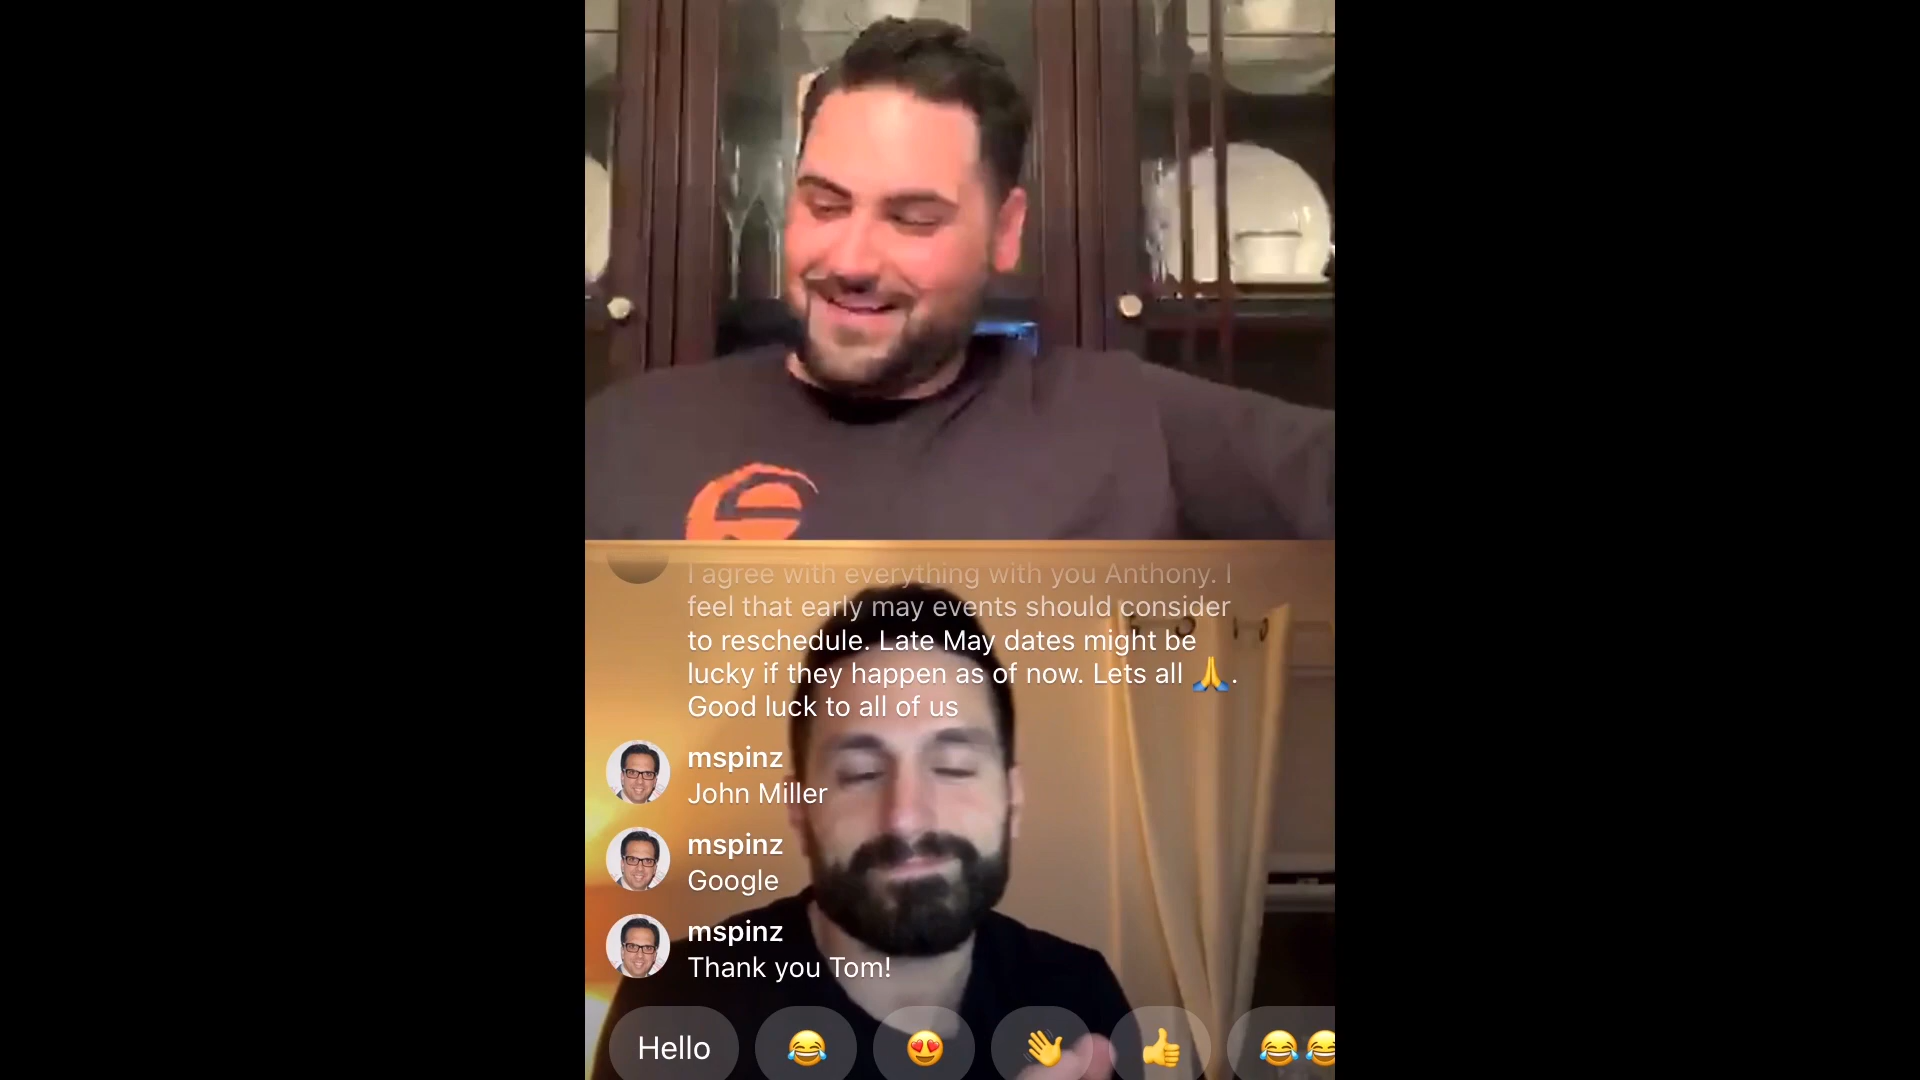 I agree with everything with you Anthony. I
feel that early may events should consider
to reschedule. Late May dates might be
lucky if they happen as of now. Lets all 🙏.
Good luck to all of us
mspinz
John Miller
mspinz
Google
mspinz
Thank you Tom!
Hello 😂 😍 👋 👍 😂😂